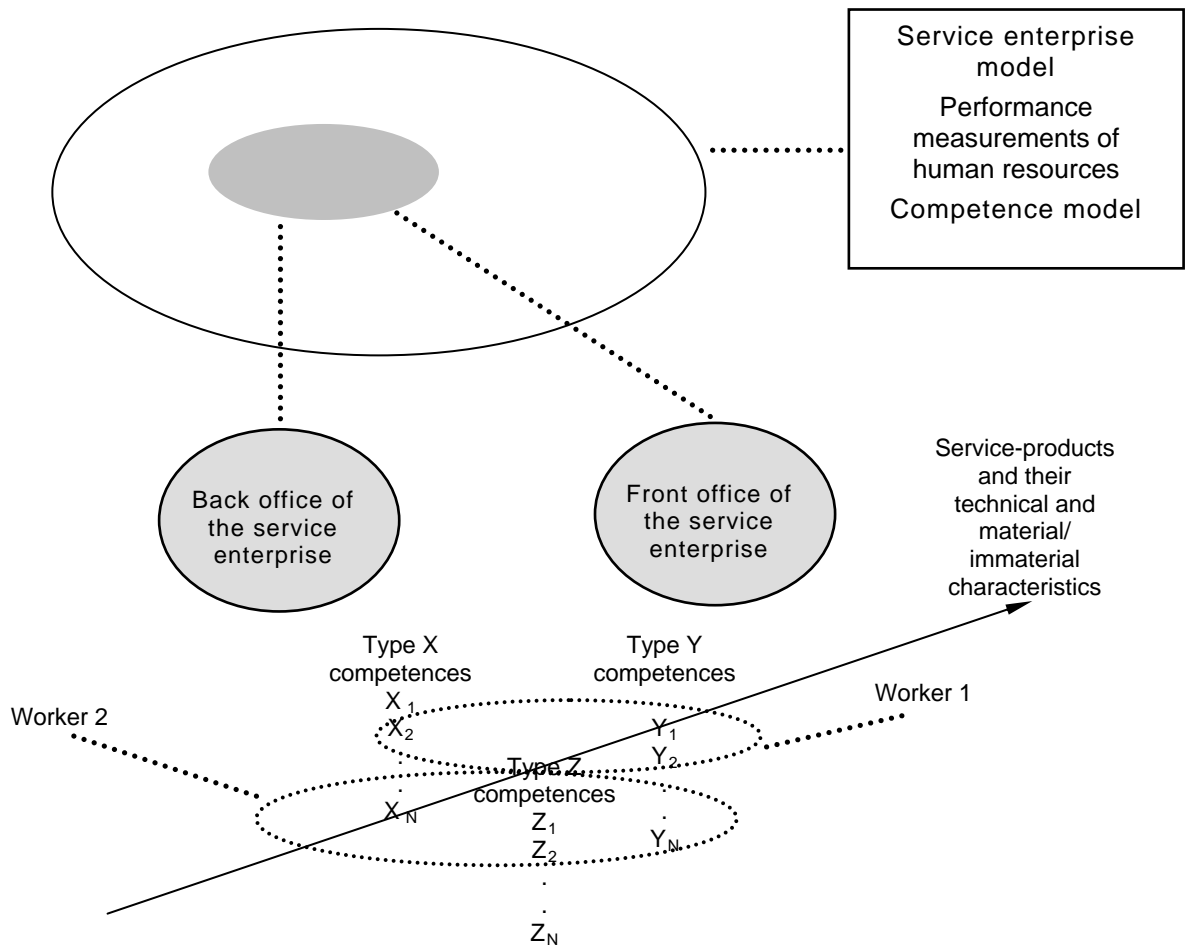 Service enterprise
model
Performance
measurements of
human resources
Competence model
Back office of
the service
enterprise
Front office of
the service
enterprise
Service-products
and their
technical and
material/
immaterial
characteristics
Type X
competences
X 1
X2
.
.
X N
Type Y
competences
Y1
Y2
.
.
YN
Worker 2
Worker 1
Type Z
competences
Z1
Z2
.
.
ZN